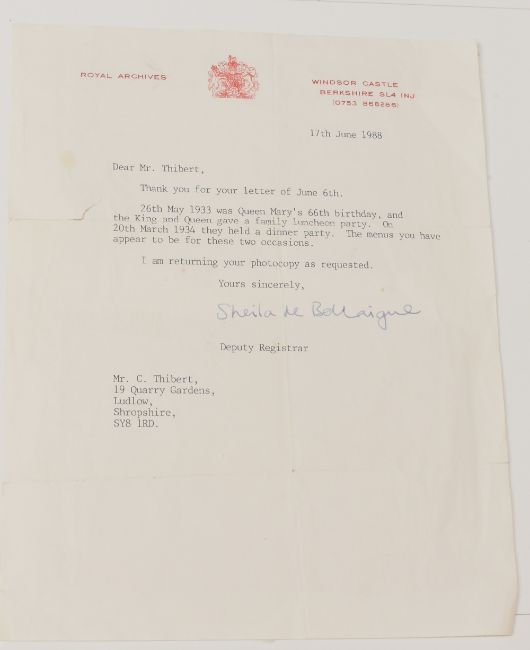 ROYAL ARCHIVES
WINDSOR CASTLE
BERKSHIRE SL4 1NJ
(0753 868286)
17th June 1988
Dear Mr. Thibert,
Thank you for your letter of June 6th.
26th May 1933 was Queen Mary's 66th birthday, and
the King and Queen gave a family luncheon party. On
20th March 1934 they held a dinner party. The menus you have
appear to be for these two occasions.
I am returning your photocopy as requested.
Yours sincerely,
Sheila de Bellaigue
Deputy Registrar
Mr. C. Thibert,
19 Quarry Gardens,
Ludlow,
Shropshire,
SY8 1RD.